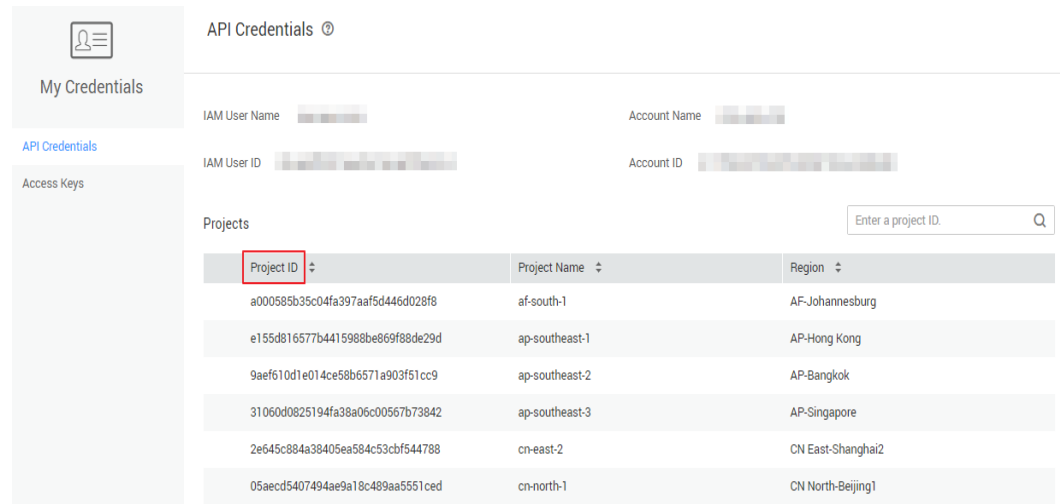 API Credentials
My Credentials
API Credentials
Access Keys
IAM User Name
Account Name
IAM User ID
Account ID
Projects
Enter a project ID.
Project ID Project Name Region
a000585b35c04fa397aaf5d446d028f8 af-south-1 AF-Johannesburg
e155d816577b4415988be869f88de29d ap-southeast-1 AP-Hong Kong
9aef610d1e014ce58b6571a903f51cc9 ap-southeast-2 AP-Bangkok
31060d0825194fa38a06c00567b73842 ap-southeast-3 AP-Singapore
2e645c884a38405ea584c53cbf544788 cn-east-2 CN East-Shanghai2
05aecd5407494ae9a18c489aa5551ced cn-north-1 CN North-Beijing1